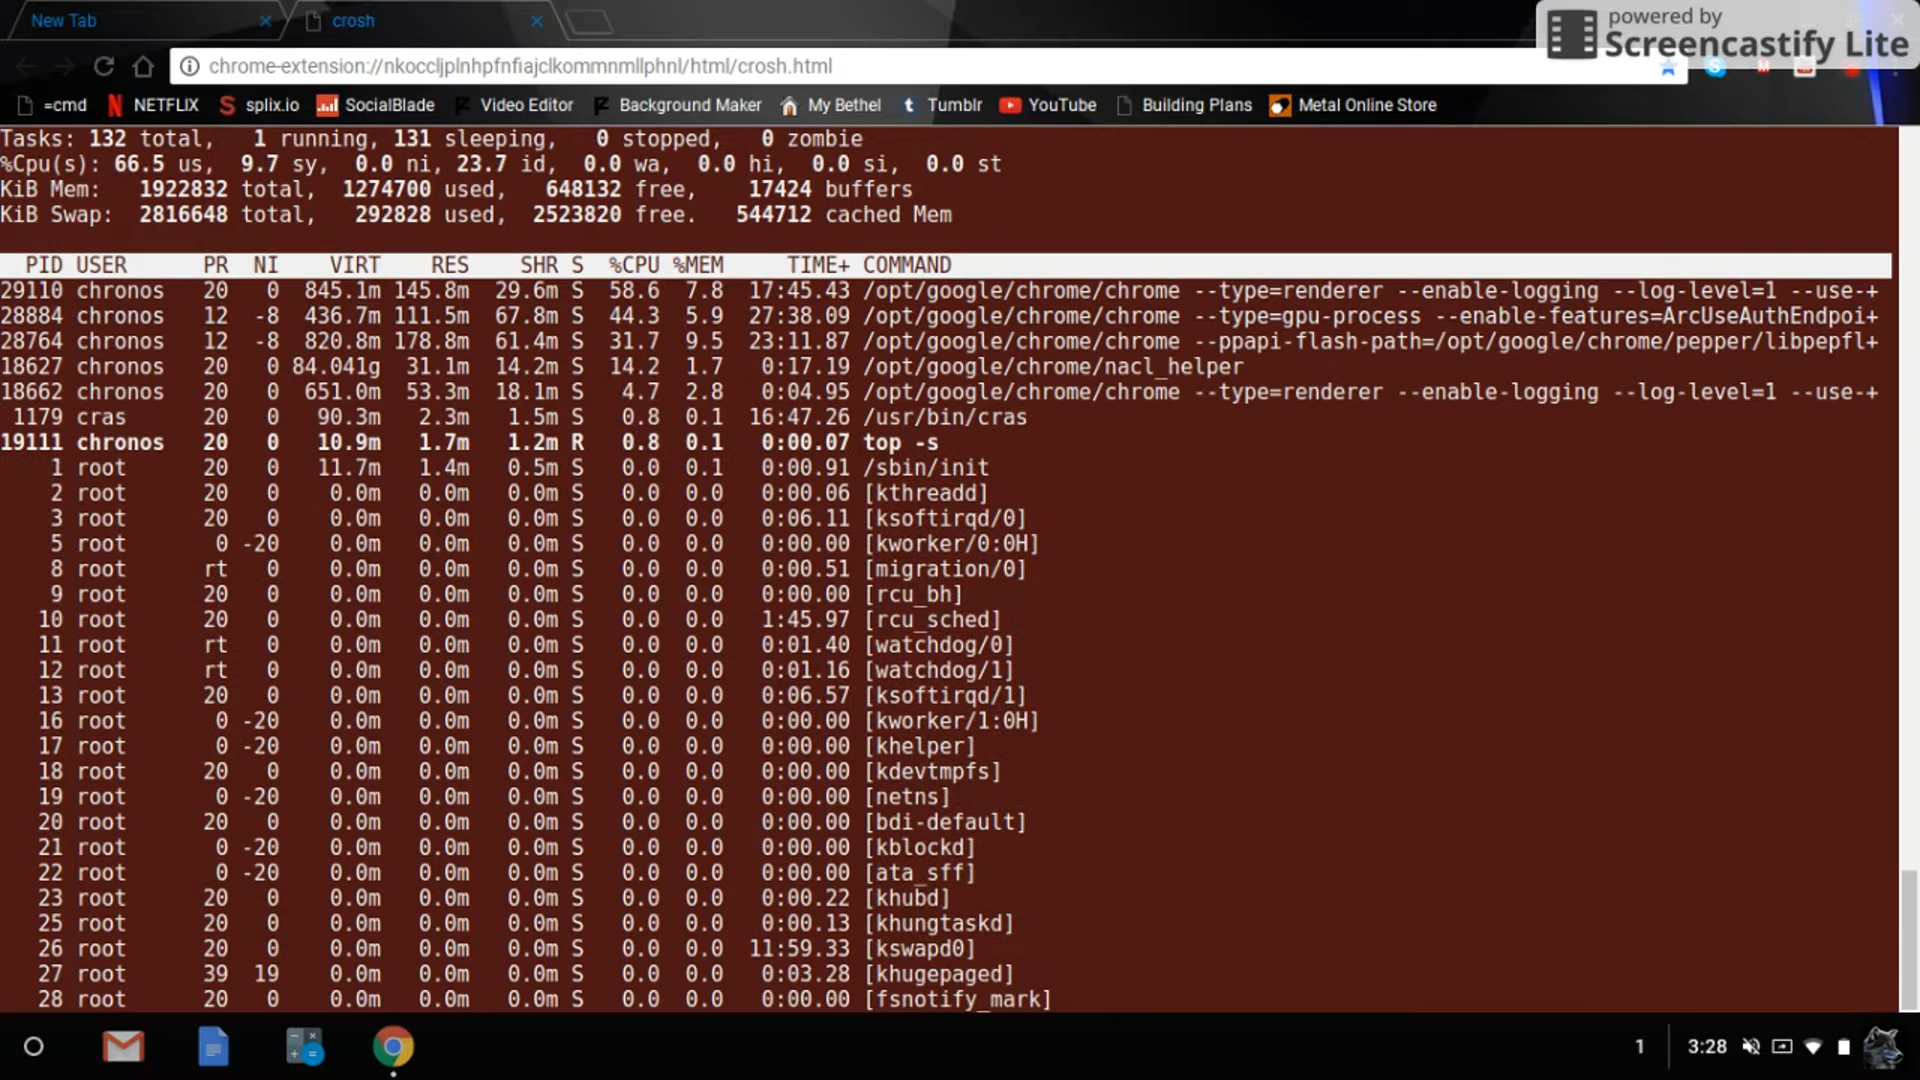 New Tab
crosh
powered by
Screencastify Lite
chrome-extension://nkoccljplnhpfnfiajclkommnmllphnl/html/crosh.html
=cmd NETFLIX splix.io SocialBlade Video Editor Background Maker My Bethel Tumblr YouTube Building Plans Metal Online Store
Tasks: 132 total, 1 running, 131 sleeping, 0 stopped, 0 zombie
%Cpu(s): 66.5 us, 9.7 sy, 0.0 ni, 23.7 id, 0.0 wa, 0.0 hi, 0.0 si, 0.0 st
KiB Mem: 1922832 total, 1274700 used, 648132 free, 17424 buffers
KiB Swap: 2816648 total, 292828 used, 2523820 free. 544712 cached Mem
PID USER PR NI VIRT RES SHR S %CPU %MEM TIME+ COMMAND
29110 chronos 20 0 845.1m 145.8m 29.6m S 58.6 7.8 17:45.43 /opt/google/chrome/chrome --type=renderer --enable-logging --log-level=1 --use-+
28884 chronos 12 -8 436.7m 111.5m 67.8m S 44.3 5.9 27:38.09 /opt/google/chrome/chrome --type=gpu-process --enable-features=ArcUseAuthEndpoi+
28764 chronos 12 -8 820.8m 178.8m 61.4m S 31.7 9.5 23:11.87 /opt/google/chrome/chrome --ppapi-flash-path=/opt/google/chrome/pepper/libpepfl+
18627 chronos 20 0 84.041g 31.1m 14.2m S 14.2 1.7 0:17.19 /opt/google/chrome/nacl_helper
18662 chronos 20 0 651.0m 53.3m 18.1m S 4.7 2.8 0:04.95 /opt/google/chrome/chrome --type=renderer --enable-logging --log-level=1 --use-+
1179 cras 20 0 90.3m 2.3m 1.5m S 0.8 0.1 16:47.26 /usr/bin/cras
19111 chronos 20 0 10.9m 1.7m 1.2m R 0.8 0.1 0:00.07 top -s
1 root 20 0 11.7m 1.4m 0.5m S 0.0 0.1 0:00.91 /sbin/init
2 root 20 0 0.0m 0.0m 0.0m S 0.0 0.0 0:00.06 [kthreadd]
3 root 20 0 0.0m 0.0m 0.0m S 0.0 0.0 0:06.11 [ksoftirqd/0]
5 root 0 -20 0.0m 0.0m 0.0m S 0.0 0.0 0:00.00 [kworker/0:0H]
8 root rt 0 0.0m 0.0m 0.0m S 0.0 0.0 0:00.51 [migration/0]
9 root 20 0 0.0m 0.0m 0.0m S 0.0 0.0 0:00.00 [rcu_bh]
10 root 20 0 0.0m 0.0m 0.0m S 0.0 0.0 1:45.97 [rcu_sched]
11 root rt 0 0.0m 0.0m 0.0m S 0.0 0.0 0:01.40 [watchdog/0]
12 root rt 0 0.0m 0.0m 0.0m S 0.0 0.0 0:01.16 [watchdog/1]
13 root 20 0 0.0m 0.0m 0.0m S 0.0 0.0 0:06.57 [ksoftirqd/1]
16 root 0 -20 0.0m 0.0m 0.0m S 0.0 0.0 0:00.00 [kworker/1:0H]
17 root 0 -20 0.0m 0.0m 0.0m S 0.0 0.0 0:00.00 [khelper]
18 root 20 0 0.0m 0.0m 0.0m S 0.0 0.0 0:00.00 [kdevtmpfs]
19 root 0 -20 0.0m 0.0m 0.0m S 0.0 0.0 0:00.00 [netns]
20 root 20 0 0.0m 0.0m 0.0m S 0.0 0.0 0:00.00 [bdi-default]
21 root 0 -20 0.0m 0.0m 0.0m S 0.0 0.0 0:00.00 [kblockd]
22 root 0 -20 0.0m 0.0m 0.0m S 0.0 0.0 0:00.00 [ata_sff]
23 root 20 0 0.0m 0.0m 0.0m S 0.0 0.0 0:00.22 [khubd]
25 root 20 0 0.0m 0.0m 0.0m S 0.0 0.0 0:00.13 [khungtaskd]
26 root 20 0 0.0m 0.0m 0.0m S 0.0 0.0 11:59.33 [kswapd0]
27 root 39 19 0.0m 0.0m 0.0m S 0.0 0.0 0:03.28 [khugepaged]
28 root 20 0 0.0m 0.0m 0.0m S 0.0 0.0 0:00.00 [fsnotify_mark]
1 3:28